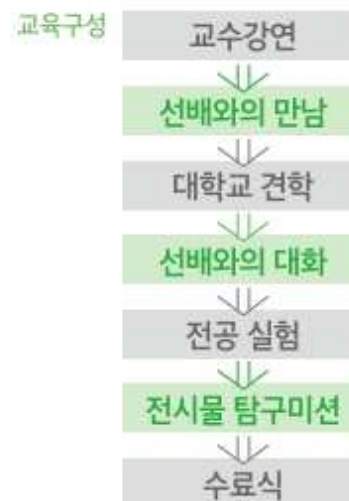 교육구성
교수강연
선배와의 만남
대학교 견학
선배와의 대화
전공 실험
전시물 탐구미션
수료식